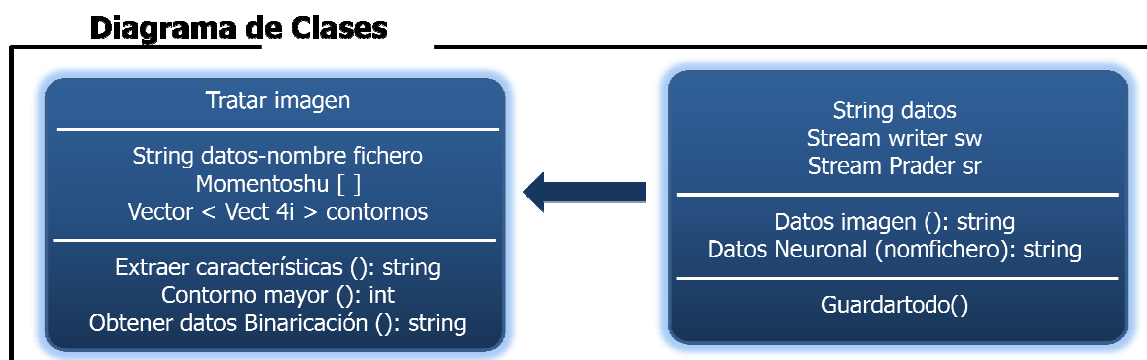 Diagrama de Clases
Tratar imagen
String datos-nombre fichero
Momentoshu [ ]
Vector < Vect 4i > contornos
Extraer características (): string
Contorno mayor (): int
Obtener datos Binaricación (): string
String datos
Stream writer sw
Stream Prader sr
Datos imagen (): string
Datos Neuronal (nomfichero): string
Guardartodo()